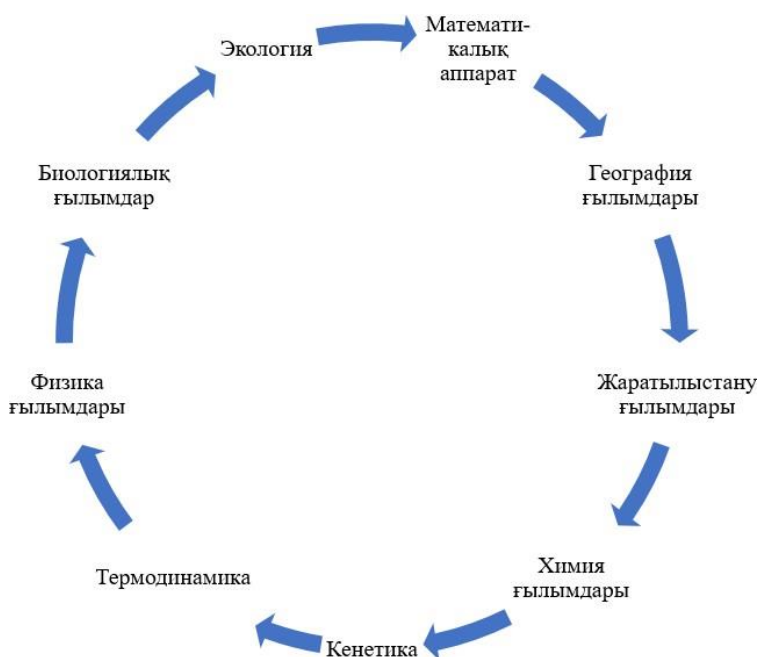 Экология
Математи-
калық
аппарат
География
ғылымдары
Жаратылыстану
ғылымдары
Химия
ғылымдары
Кенетика
Термодинамика
Физика
ғылымдары
Биологиялық
ғылымдар